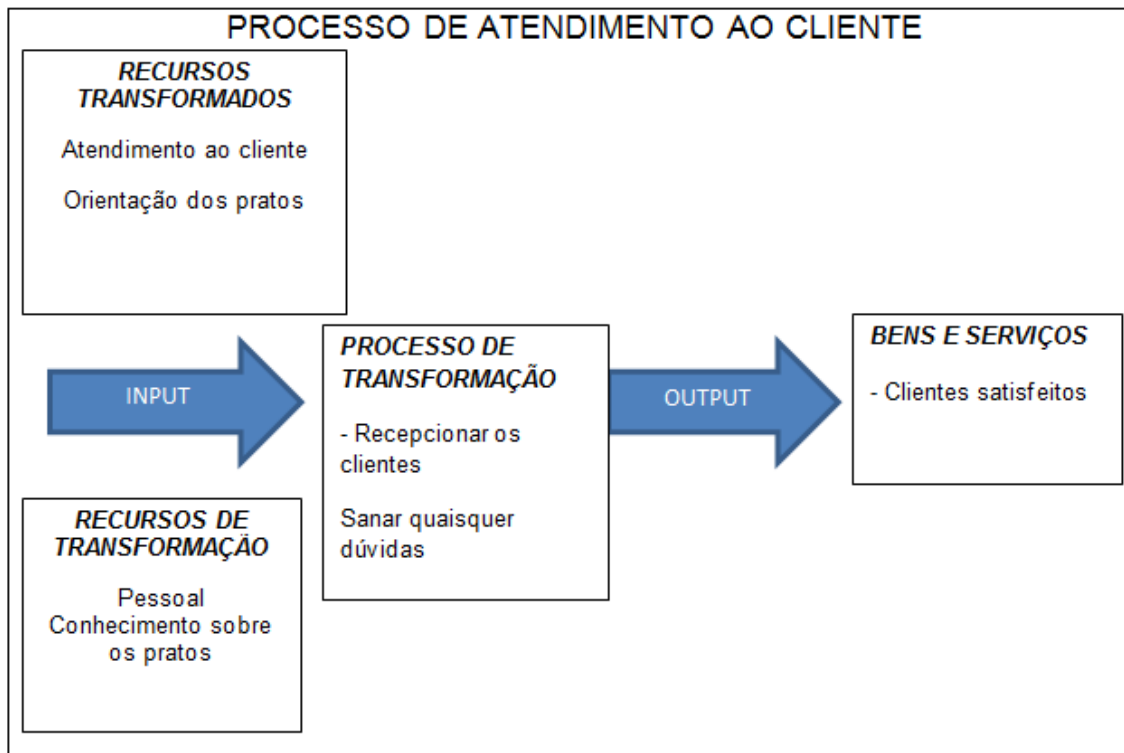 PROCESSO DE ATENDIMENTO AO CLIENTE
RECURSOS
TRANSFORMADOS
Atendimento ao cliente
Orientação dos pratos
INPUT
RECURSOS DE
TRANSFORMAÇÃO
Pessoal
Conhecimento sobre
os pratos
PROCESSO DE
TRANSFORMAÇÃO
- Recepcionar os
clientes
Sanar quaisquer
dúvidas
OUTPUT
BENS E SERVIÇOS
- Clientes satisfeitos